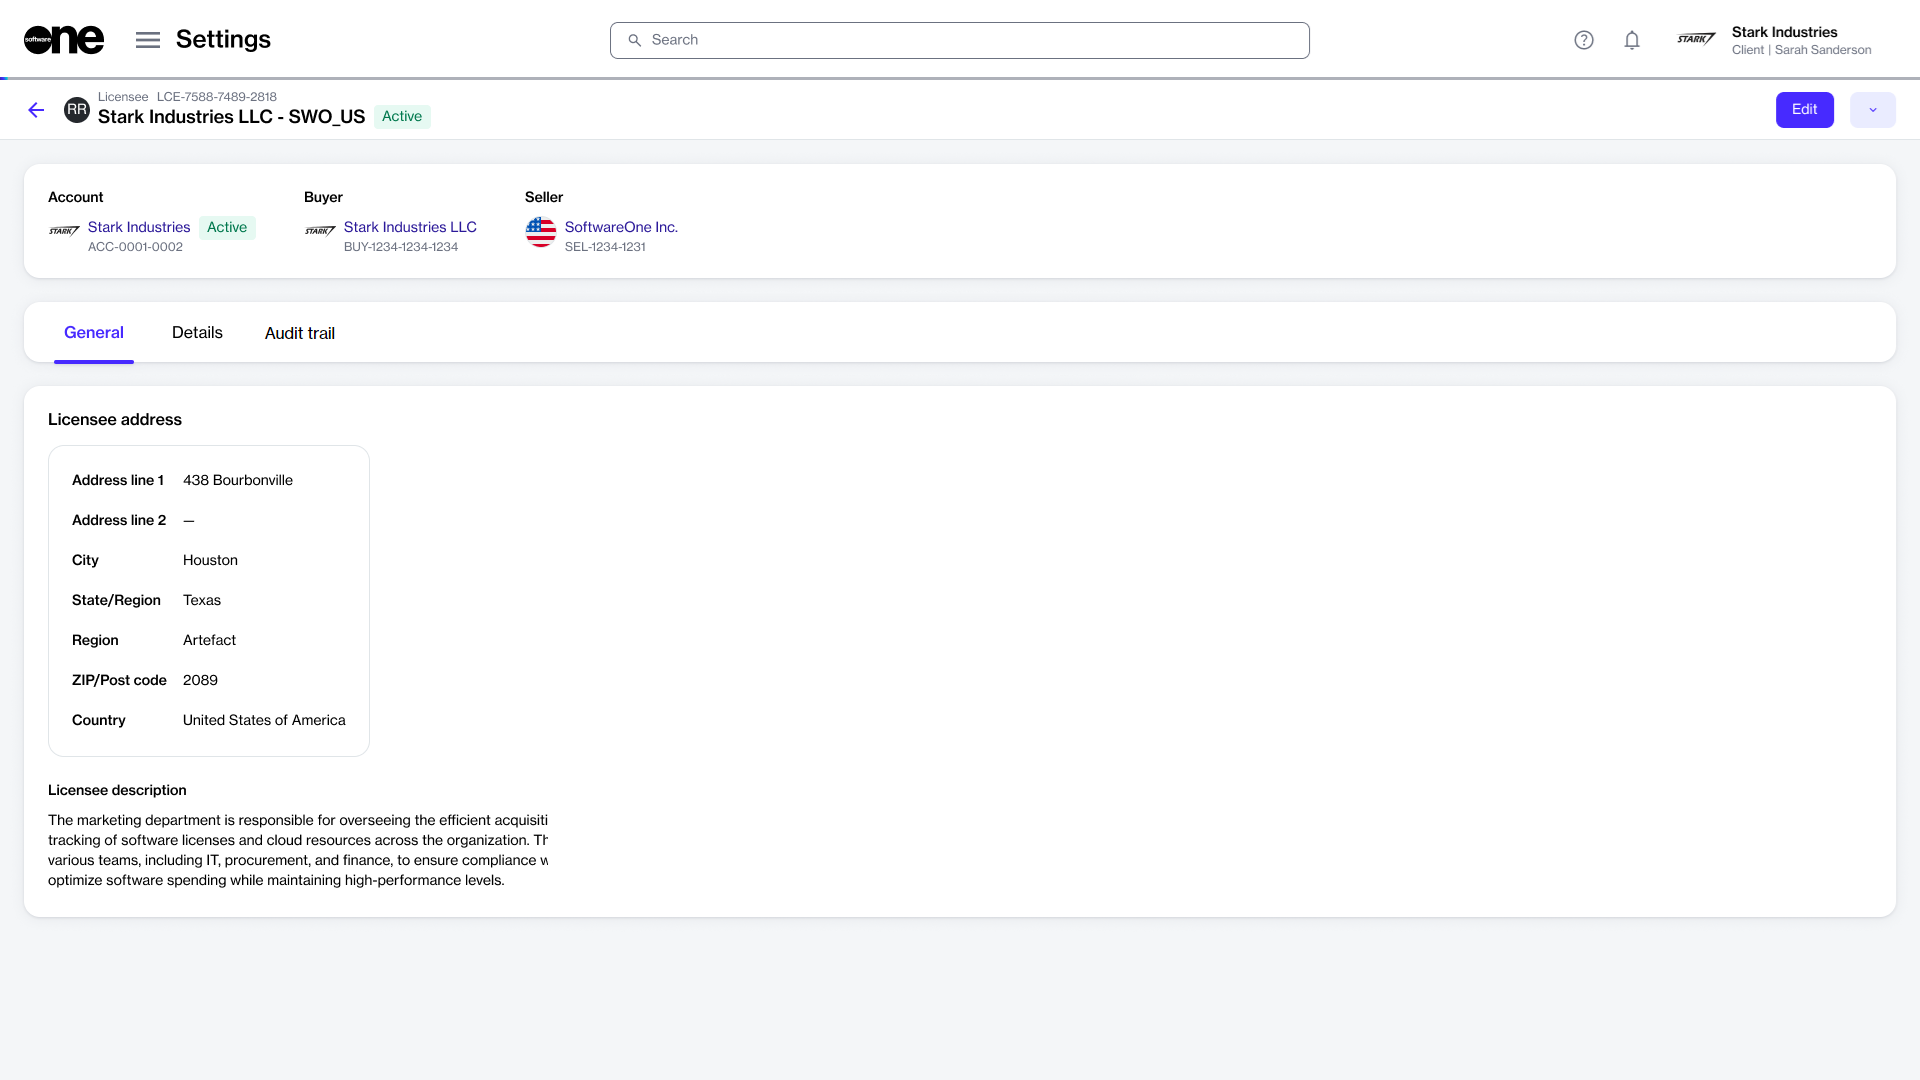 software one
Settings
Search
STARK
Stark Industries
Client | Sarah Sanderson
RR
Licensee LCE-7588-7489-2818
Stark Industries LLC - SWO_US
Active
Edit
Account
Buyer
Seller
STARK
Stark Industries
Active
ACC-0001-0002
STARK
Stark Industries LLC
BUY-1234-1234-1234
SoftwareOne Inc.
SEL-1234-1231
General
Details
Audit trail
Licensee address
Address line 1 438 Bourbonville
Address line 2 —
City Houston
State/Region Texas
Region Artefact
ZIP/Post code 2089
Country United States of America
Licensee description
The marketing department is responsible for overseeing the efficient acquisiti
tracking of software licenses and cloud resources across the organization. Th
various teams, including IT, procurement, and finance, to ensure compliance w
optimize software spending while maintaining high-performance levels.